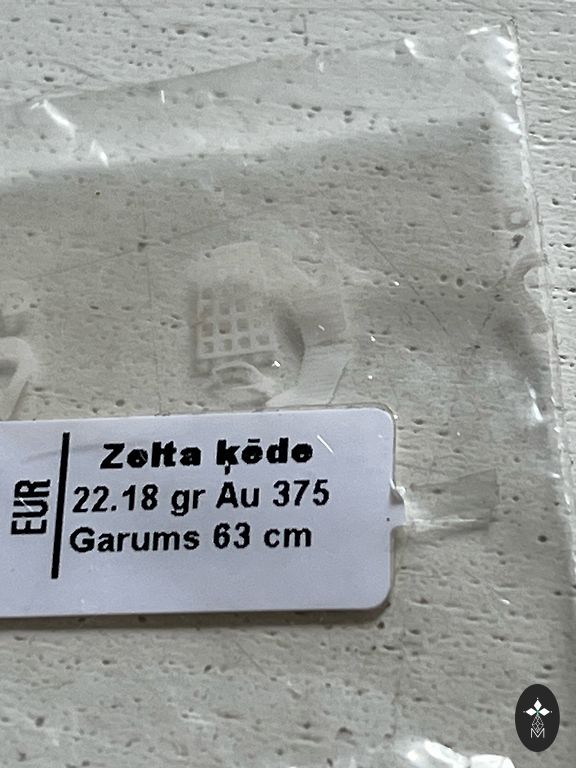 EUR
Zelta ķēde
22.18 gr Au 375
Garums 63 cm
M